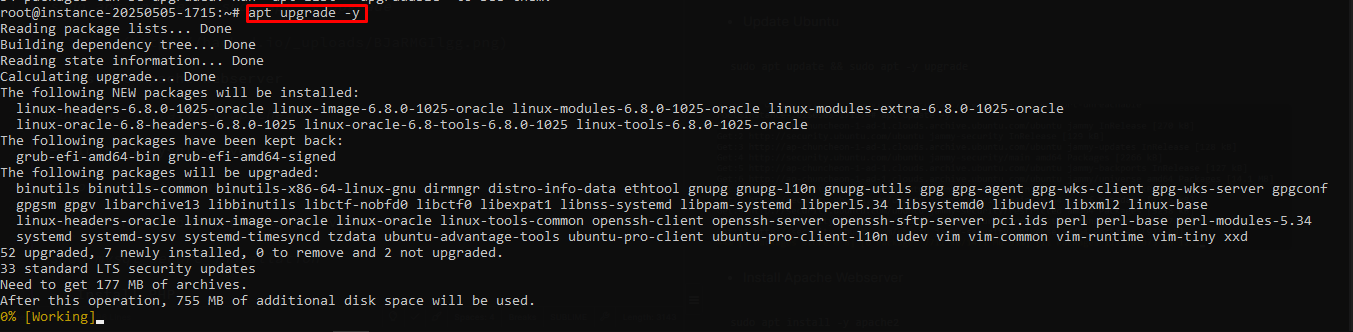 root@instance-20250505-1715:~# apt upgrade -y
Reading package lists... Done
Building dependency tree... Done
Reading state information... Done
Calculating upgrade... Done
The following NEW packages will be installed:
linux-headers-6.8.0-1025-oracle linux-image-6.8.0-1025-oracle linux-modules-6.8.0-1025-oracle linux-modules-extra-6.8.0-1025-oracle
linux-oracle-6.8-headers-6.8.0-1025 linux-oracle-6.8-tools-6.8.0-1025 linux-tools-6.8.0-1025-oracle
The following packages have been kept back:
grub-efi-amd64-bin grub-efi-amd64-signed
The following packages will be upgraded:
binutils binutils-common binutils-x86-64-linux-gnu dirmngr distro-info-data ethtool gnupg gnupg-l10n gnupg-utils gpg gpg-agent gpg-wks-client gpg-wks-server gpgconf
gpgsm gpgv libarchive13 libbinutils libctf-nobfd0 libctf0 libexpat1 libnss-systemd libpam-systemd libperl5.34 libsystemd0 libudev1 libxml2 linux-base
linux-headers-oracle linux-image-oracle linux-oracle linux-tools-common openssh-client openssh-server openssh-sftp-server pci.ids perl perl-base perl-modules-5.34
systemd systemd-sysv systemd-timesyncd tzdata ubuntu-advantage-tools ubuntu-pro-client ubuntu-pro-client-l10n udev vim vim-common vim-runtime vim-tiny xxd
52 upgraded, 7 newly installed, 0 to remove and 2 not upgraded.
33 standard LTS security updates
Need to get 177 MB of archives.
After this operation, 755 MB of additional disk space will be used.
0% [Working]